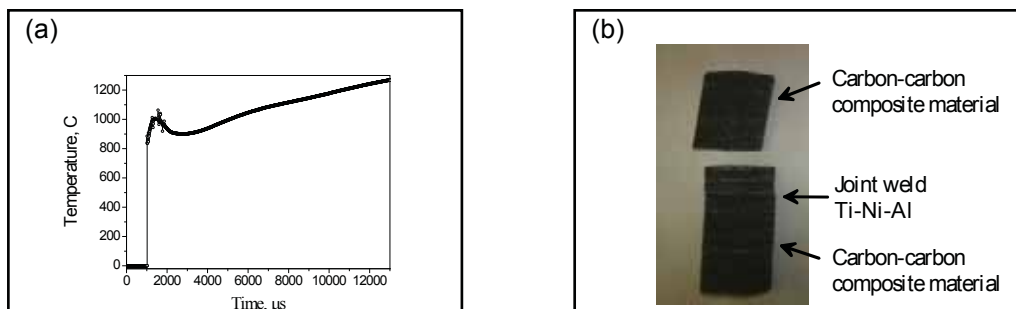 (a)
Temperature, C
1200
1000
800
600
400
200
0
0 2000 4000 6000 8000 10000 12000
Time, µs
(b)
Carbon-carbon
composite material
Joint weld
Ti-Ni-Al
Carbon-carbon
composite material